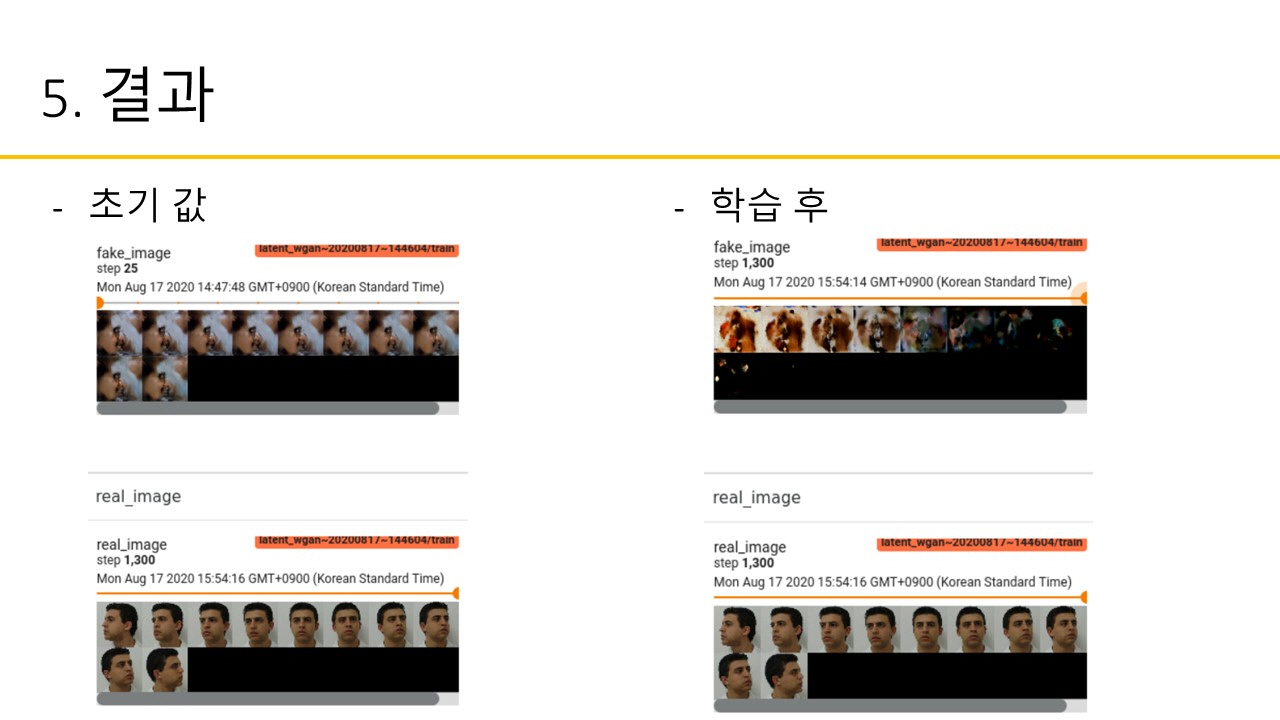 5. 결과
- 초기 값
fake_image
latent_wgan~20200817~144604/train
step 25
Mon Aug 17 2020 14:47:48 GMT+0900 (Korean Standard Time)
real_image
real_image
latent_wgan~20200817~144604/train
step 1,300
Mon Aug 17 2020 15:54:16 GMT+0900 (Korean Standard Time)
- 학습 후
fake_image
latent_wgan~20200817~144604/train
step 1,300
Mon Aug 17 2020 15:54:14 GMT+0900 (Korean Standard Time)
real_image
real_image
latent_wgan~20200817~144604/train
step 1,300
Mon Aug 17 2020 15:54:16 GMT+0900 (Korean Standard Time)